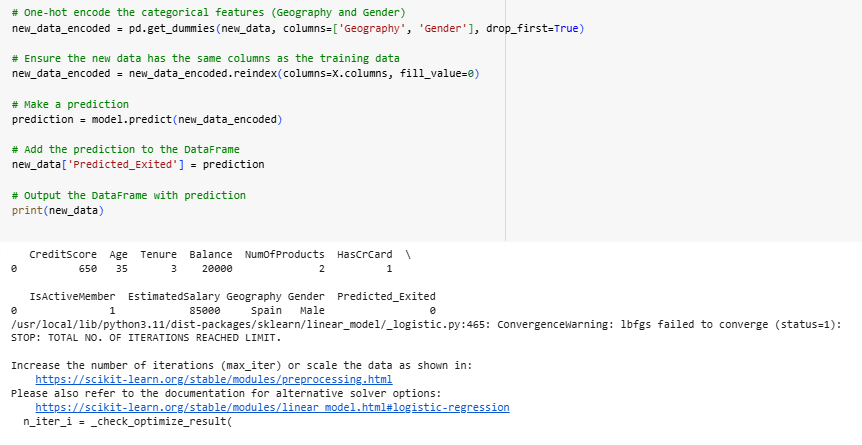 # One-hot encode the categorical features (Geography and Gender)
new_data_encoded = pd.get_dummies(new_data, columns=['Geography', 'Gender'], drop_first=True)
# Ensure the new data has the same columns as the training data
new_data_encoded = new_data_encoded.reindex(columns=X.columns, fill_value=0)
# Make a prediction
prediction = model.predict(new_data_encoded)
# Add the prediction to the DataFrame
new_data['Predicted_Exited'] = prediction
# Output the DataFrame with prediction
print(new_data)
   CreditScore  Age  Tenure  Balance  NumOfProducts  HasCrCard  \
0          650   35       3    20000              2          1
   IsActiveMember  EstimatedSalary Geography Gender  Predicted_Exited
0               1            85000     Spain   Male                 0
/usr/local/lib/python3.11/dist-packages/sklearn/linear_model/_logistic.py:465: ConvergenceWarning: lbfgs failed to converge (status=1):
STOP: TOTAL NO. OF ITERATIONS REACHED LIMIT.
Increase the number of iterations (max_iter) or scale the data as shown in:
    https://scikit-learn.org/stable/modules/preprocessing.html
Please also refer to the documentation for alternative solver options:
    https://scikit-learn.org/stable/modules/linear_model.html#logistic-regression
  n_iter_i = _check_optimize_result(